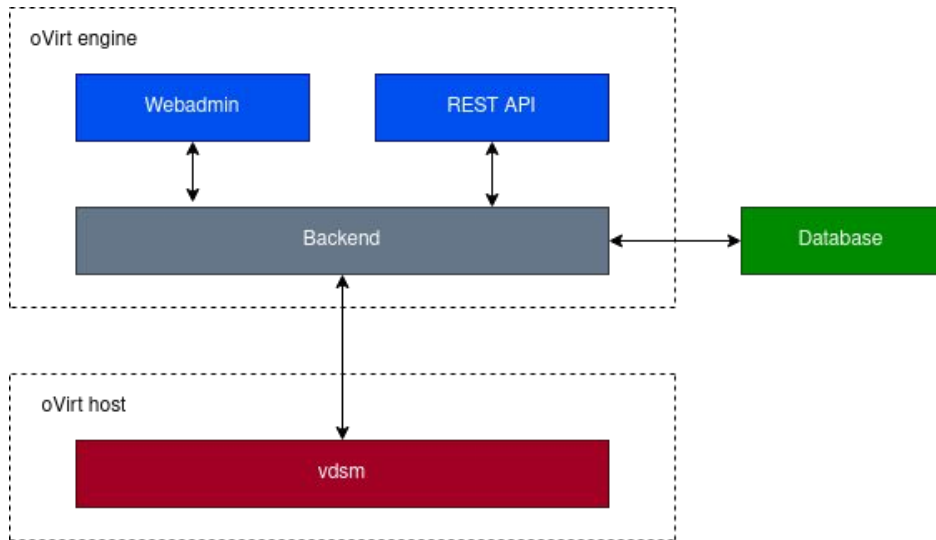 oVirt engine
Webadmin
REST API
Backend
Database
oVirt host
vdsm